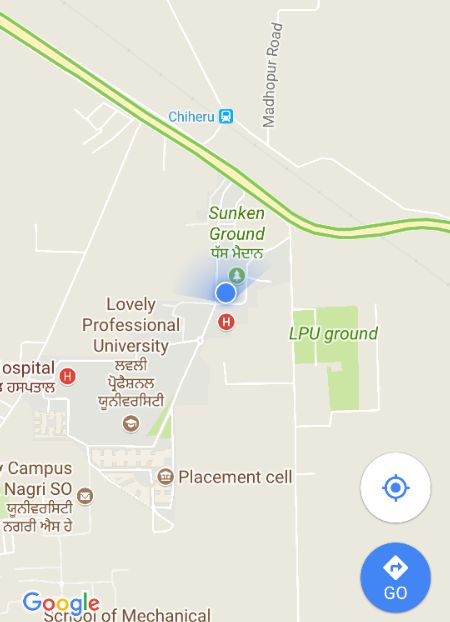 Madhopur Road
Chiheru
Sunken
Ground
ਧੱਸ ਮੈਦਾਨ
Lovely
Professional
University
ਲਵਲੀ
ਪ੍ਰੋਫੈਸ਼ਨਲ
ਯੂਨੀਵਰਸਿਟੀ
H
LPU ground
ospital
ਹਸਪਤਾਲ
H
Placement cell
y Campus
Nagri SO
ਯੂਨੀਵਰਸਿਟੀ
ਨਗਰੀ ਐਸ ਹੇ
GO
Google
School of Mechanical